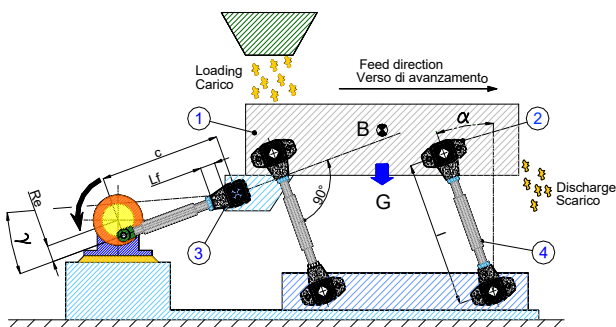 Loading
Carico
Feed direction
Verso di avanzamento
1
B
α
2
c
Lf
Re
90°
G
Discharge
Scarico
γ
3
l
4